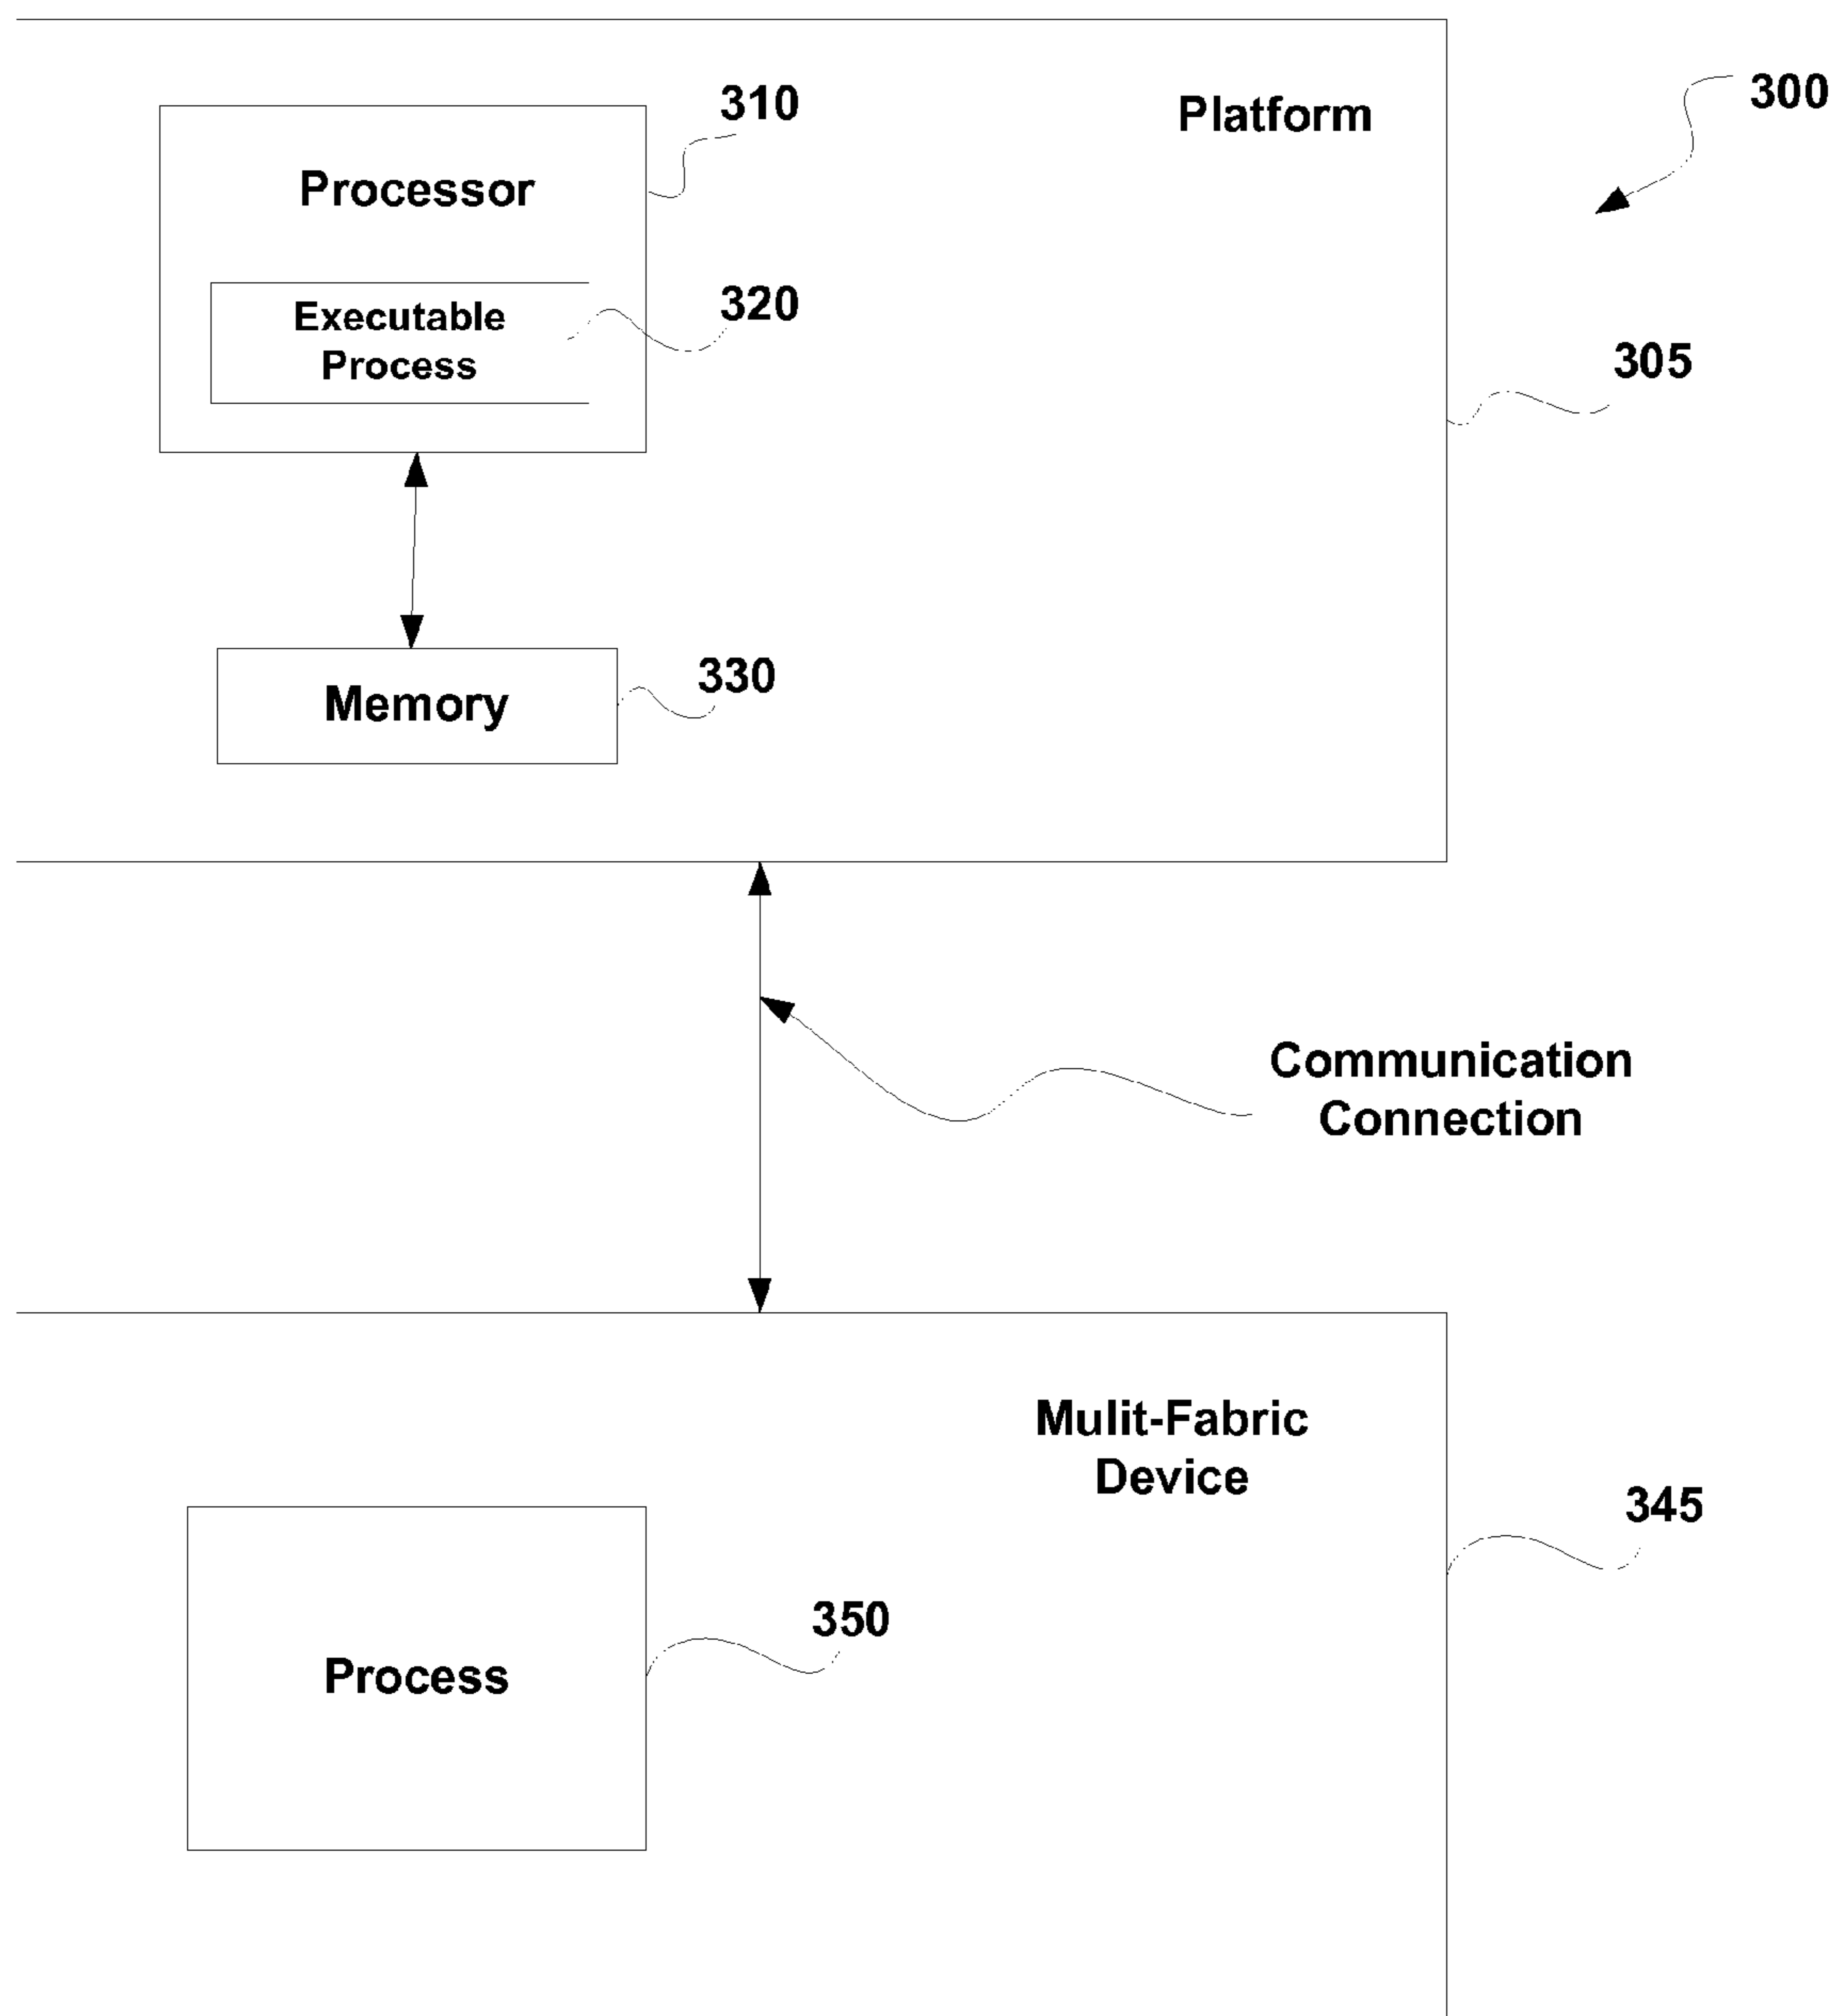 310
Platform
300
Processor
320
Executable
Process
305
330
Memory
Communication
Connection
Mulit-Fabric
Device
345
350
Process